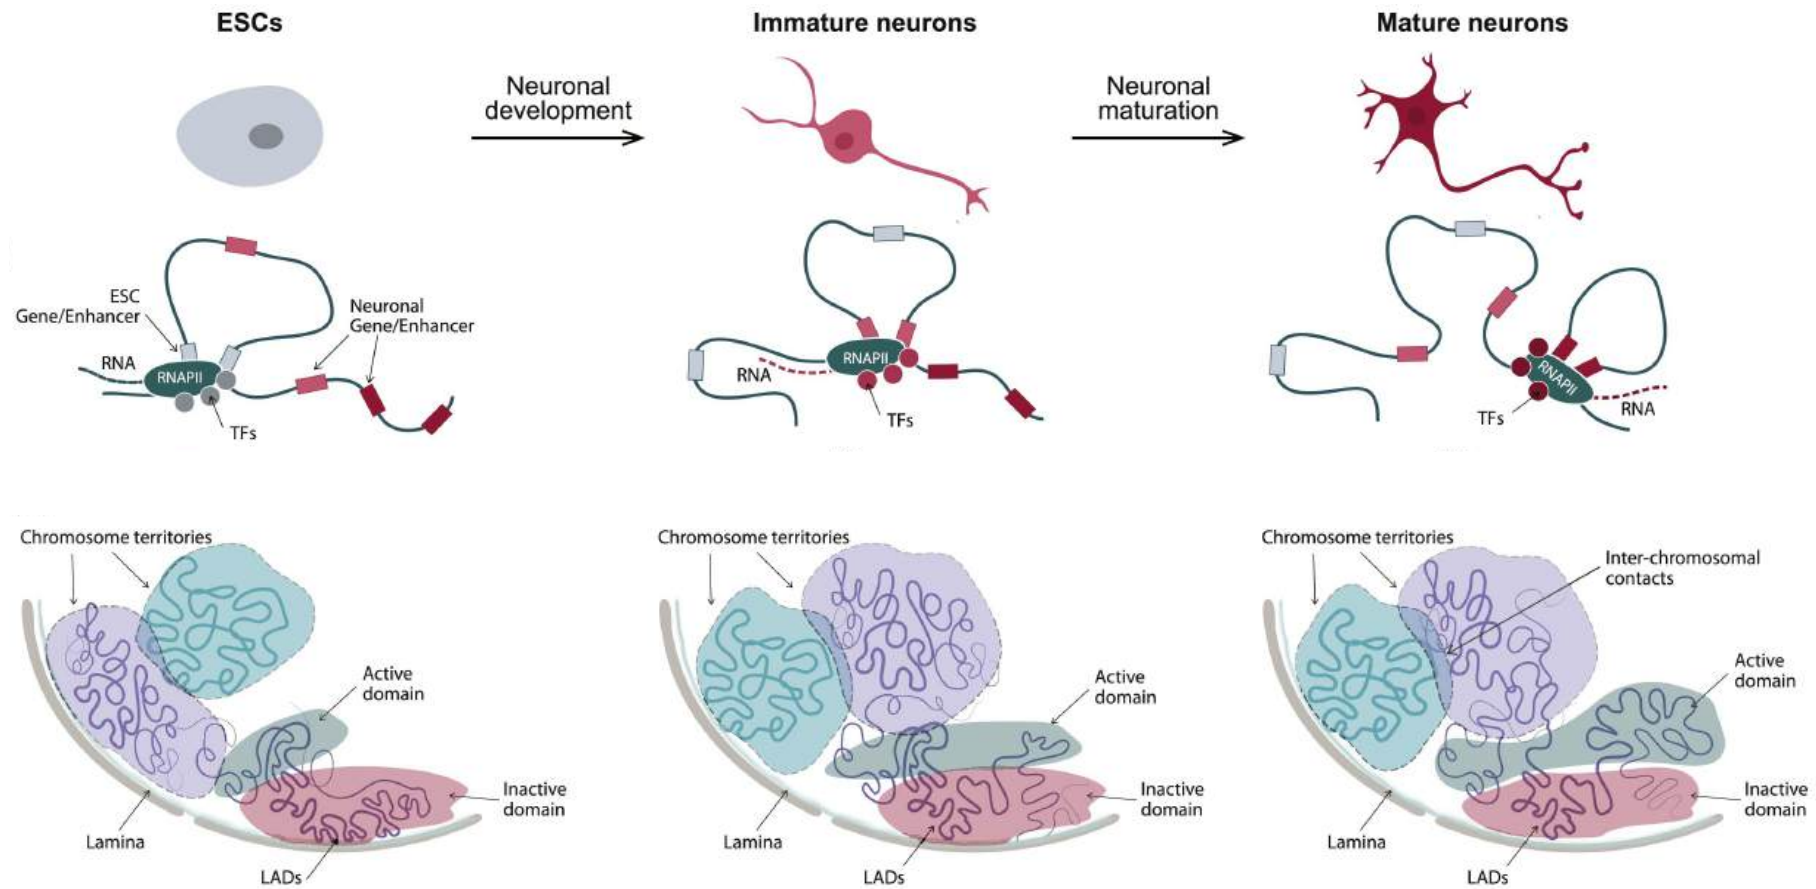 ESCs
Immature neurons
Mature neurons
Neuronal
development
Neuronal
maturation
ESC
Gene/Enhancer
Neuronal
Gene/Enhancer
RNA
RNAPII
TFs
RNA
RNAPII
TFs
RNAPII
TFs
RNA
Chromosome territories
Active
domain
Inactive
domain
Lamina
LADs
Chromosome territories
Active
domain
Inactive
domain
Lamina
LADs
Chromosome territories
Inter-chromosomal
contacts
Active
domain
Inactive
domain
Lamina
LADs